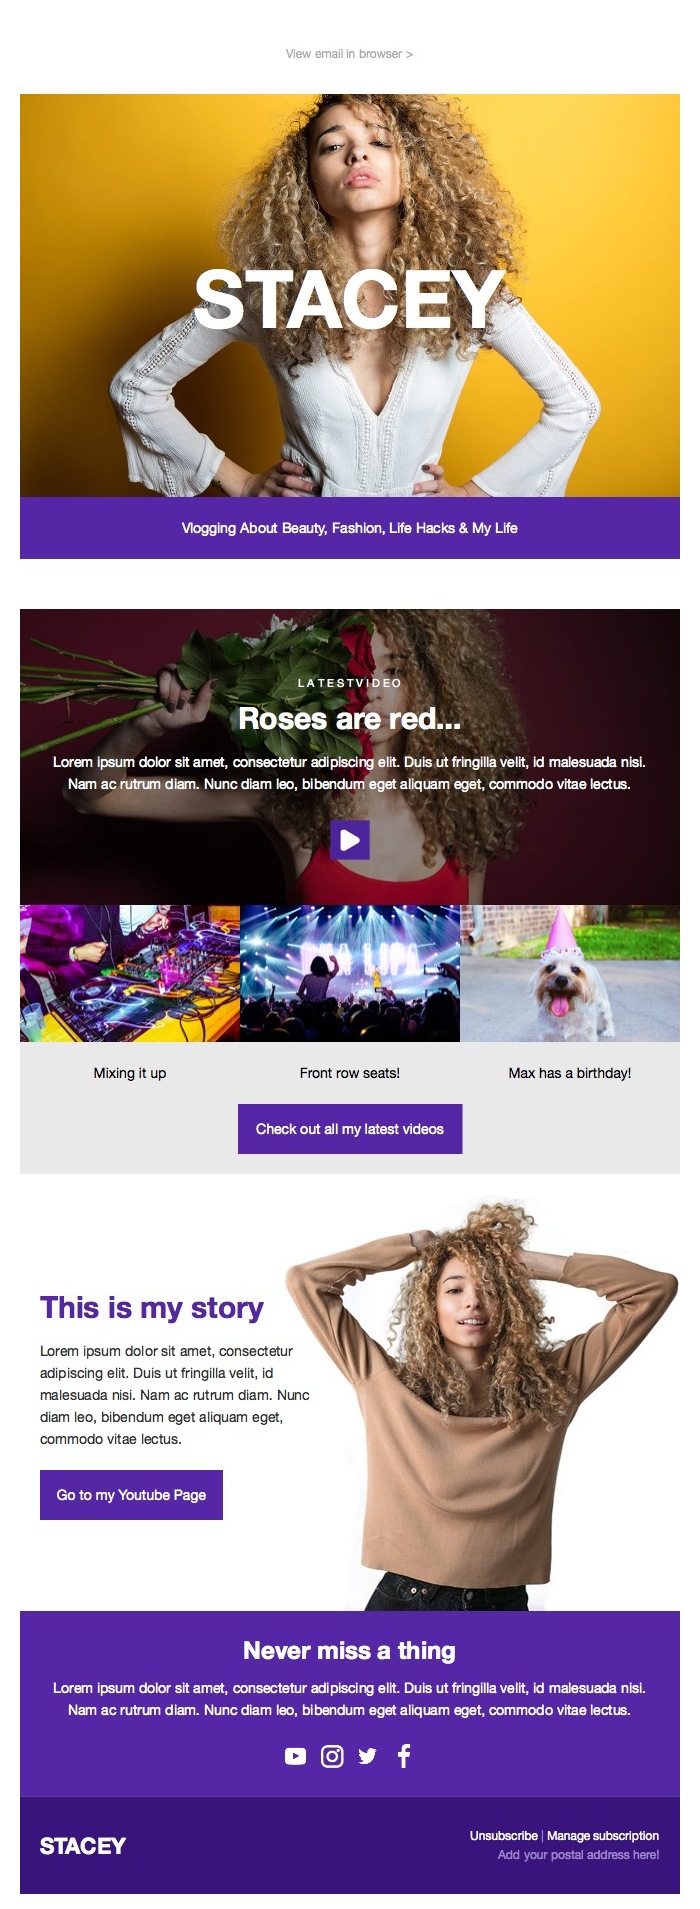 View email in browser >
STACEY
Vlogging About Beauty, Fashion, Life Hacks & My Life
LATESTVIDEO
Roses are red...
Lorem ipsum dolor sit amet, consectetur adipiscing elit. Duis ut fringilla velit, id malesuada nisi.
Nam ac rutrum diam. Nunc diam leo, bibendum eget aliquam eget, commodo vitae lectus.
DUA LIPA
Mixing it up
Front row seats!
Max has a birthday!
Check out all my latest videos
This is my story
Lorem ipsum dolor sit amet, consectetur
adipiscing elit. Duis ut fringilla velit, id
malesuada nisi. Nam ac rutrum diam. Nunc
diam leo, bibendum eget aliquam eget,
commodo vitae lectus.
Go to my Youtube Page
Never miss a thing
Lorem ipsum dolor sit amet, consectetur adipiscing elit. Duis ut fringilla velit, id malesuada nisi.
Nam ac rutrum diam. Nunc diam leo, bibendum eget aliquam eget, commodo vitae lectus.
STACEY
Unsubscribe | Manage subscription
Add your postal address here!